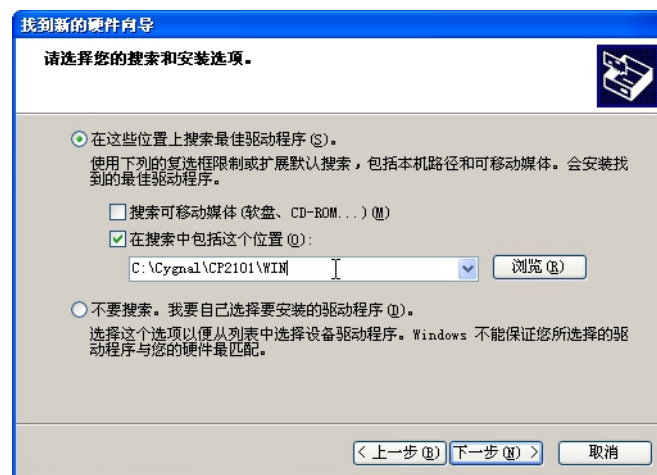 找到新的硬件向导
请选择您的搜索和安装选项。
在这些位置上搜索最佳驱动程序(S)。
使用下列的复选框限制或扩展默认搜索，包括本机路径和可移动媒体。会安装找
到的最佳驱动程序。
搜索可移动媒体(软盘、CD-ROM...)(M)
在搜索中包括这个位置(O):
C:\Cygnal\CP2101\WIN
浏览(R)
不要搜索。我要自己选择要安装的驱动程序(D)。
选择这个选项以便从列表中选择设备驱动程序。Windows 不能保证您所选择的驱
动程序与您的硬件最匹配。
< 上一步(B) 下一步(N) > 取消